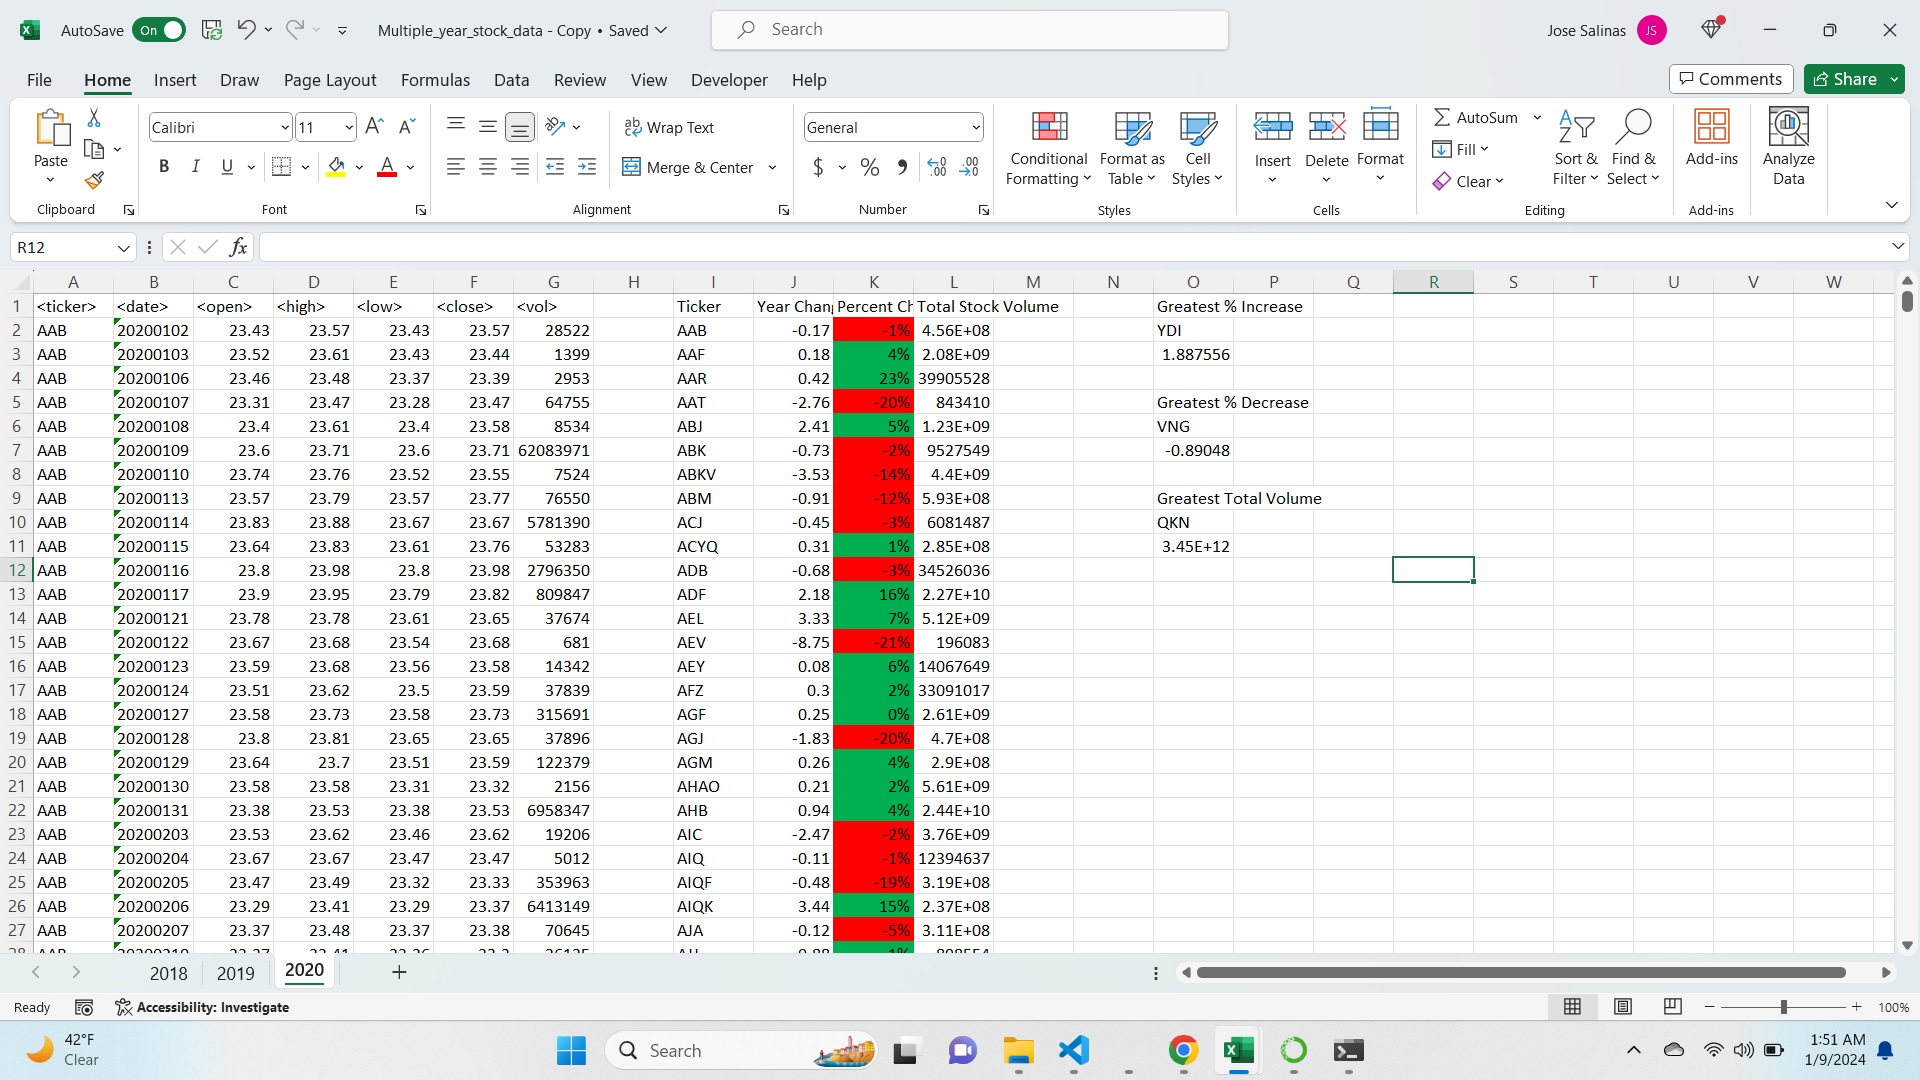 AutoSave On Multiple_year_stock_data - Copy • Saved Search Jose Salinas JS
File Home Insert Draw Page Layout Formulas Data Review View Developer Help Comments Share
Paste Calibri 11 Wrap Text General Conditional Formatting Format as Table Cell Styles Insert Delete Format AutoSum Sort & Filter Find & Select Add-ins Analyze Data
B I U Merge & Center $ % Fill Clear
Clipboard Font Alignment Number Styles Cells Editing Add-ins
R12 fx
A B C D E F G H I J K L M N O P Q R S T U V W
1 <ticker> <date> <open> <high> <low> <close> <vol> Ticker Year Chang Percent Ch Total Stock Volume Greatest % Increase
2 AAB 20200102 23.43 23.57 23.43 23.57 28522 AAB -0.17 -1% 4.56E+08 YDI
3 AAB 20200103 23.52 23.61 23.43 23.44 1399 AAF 0.18 4% 2.08E+09 1.887556
4 AAB 20200106 23.46 23.48 23.37 23.39 2953 AAR 0.42 23% 39905528
5 AAB 20200107 23.31 23.47 23.28 23.47 64755 AAT -2.76 -20% 843410 Greatest % Decrease
6 AAB 20200108 23.4 23.61 23.4 23.58 8534 ABJ 2.41 5% 1.23E+09 VNG
7 AAB 20200109 23.6 23.71 23.6 23.71 62083971 ABK -0.73 -2% 9527549 -0.89048
8 AAB 20200110 23.74 23.76 23.52 23.55 7524 ABKV -3.53 -14% 4.4E+09
9 AAB 20200113 23.57 23.79 23.57 23.77 76550 ABM -0.91 -12% 5.93E+08 Greatest Total Volume
10 AAB 20200114 23.83 23.88 23.67 23.67 5781390 ACJ -0.45 -3% 6081487 QKN
11 AAB 20200115 23.64 23.83 23.61 23.76 53283 ACYQ 0.31 1% 2.85E+08 3.45E+12
12 AAB 20200116 23.8 23.98 23.8 23.98 2796350 ADB -0.68 -3% 34526036
13 AAB 20200117 23.9 23.95 23.79 23.82 809847 ADF 2.18 16% 2.27E+10
14 AAB 20200121 23.78 23.78 23.61 23.65 37674 AEL 3.33 7% 5.12E+09
15 AAB 20200122 23.67 23.68 23.54 23.68 681 AEV -8.75 -21% 196083
16 AAB 20200123 23.59 23.68 23.56 23.58 14342 AEY 0.08 6% 14067649
17 AAB 20200124 23.51 23.62 23.5 23.59 37839 AFZ 0.3 2% 33091017
18 AAB 20200127 23.58 23.73 23.58 23.73 315691 AGF 0.25 0% 2.61E+09
19 AAB 20200128 23.8 23.81 23.65 23.65 37896 AGJ -1.83 -20% 4.7E+08
20 AAB 20200129 23.64 23.7 23.51 23.59 122379 AGM 0.26 4% 2.9E+08
21 AAB 20200130 23.58 23.58 23.31 23.32 2156 AHAO 0.21 2% 5.61E+09
22 AAB 20200131 23.38 23.53 23.38 23.53 6958347 AHB 0.94 4% 2.44E+10
23 AAB 20200203 23.53 23.62 23.46 23.62 19206 AIC -2.47 -2% 3.76E+09
24 AAB 20200204 23.67 23.67 23.47 23.47 5012 AIQ -0.11 -1% 12394637
25 AAB 20200205 23.47 23.49 23.32 23.33 353963 AIQF -0.48 -19% 3.19E+08
26 AAB 20200206 23.29 23.41 23.29 23.37 6413149 AIQK 3.44 15% 2.37E+08
27 AAB 20200207 23.37 23.48 23.37 23.38 70645 AJA -0.12 -5% 3.11E+08
2018 2019 2020
Ready Accessibility: Investigate 100%
42°F Search 1:51 AM
Clear 1/9/2024